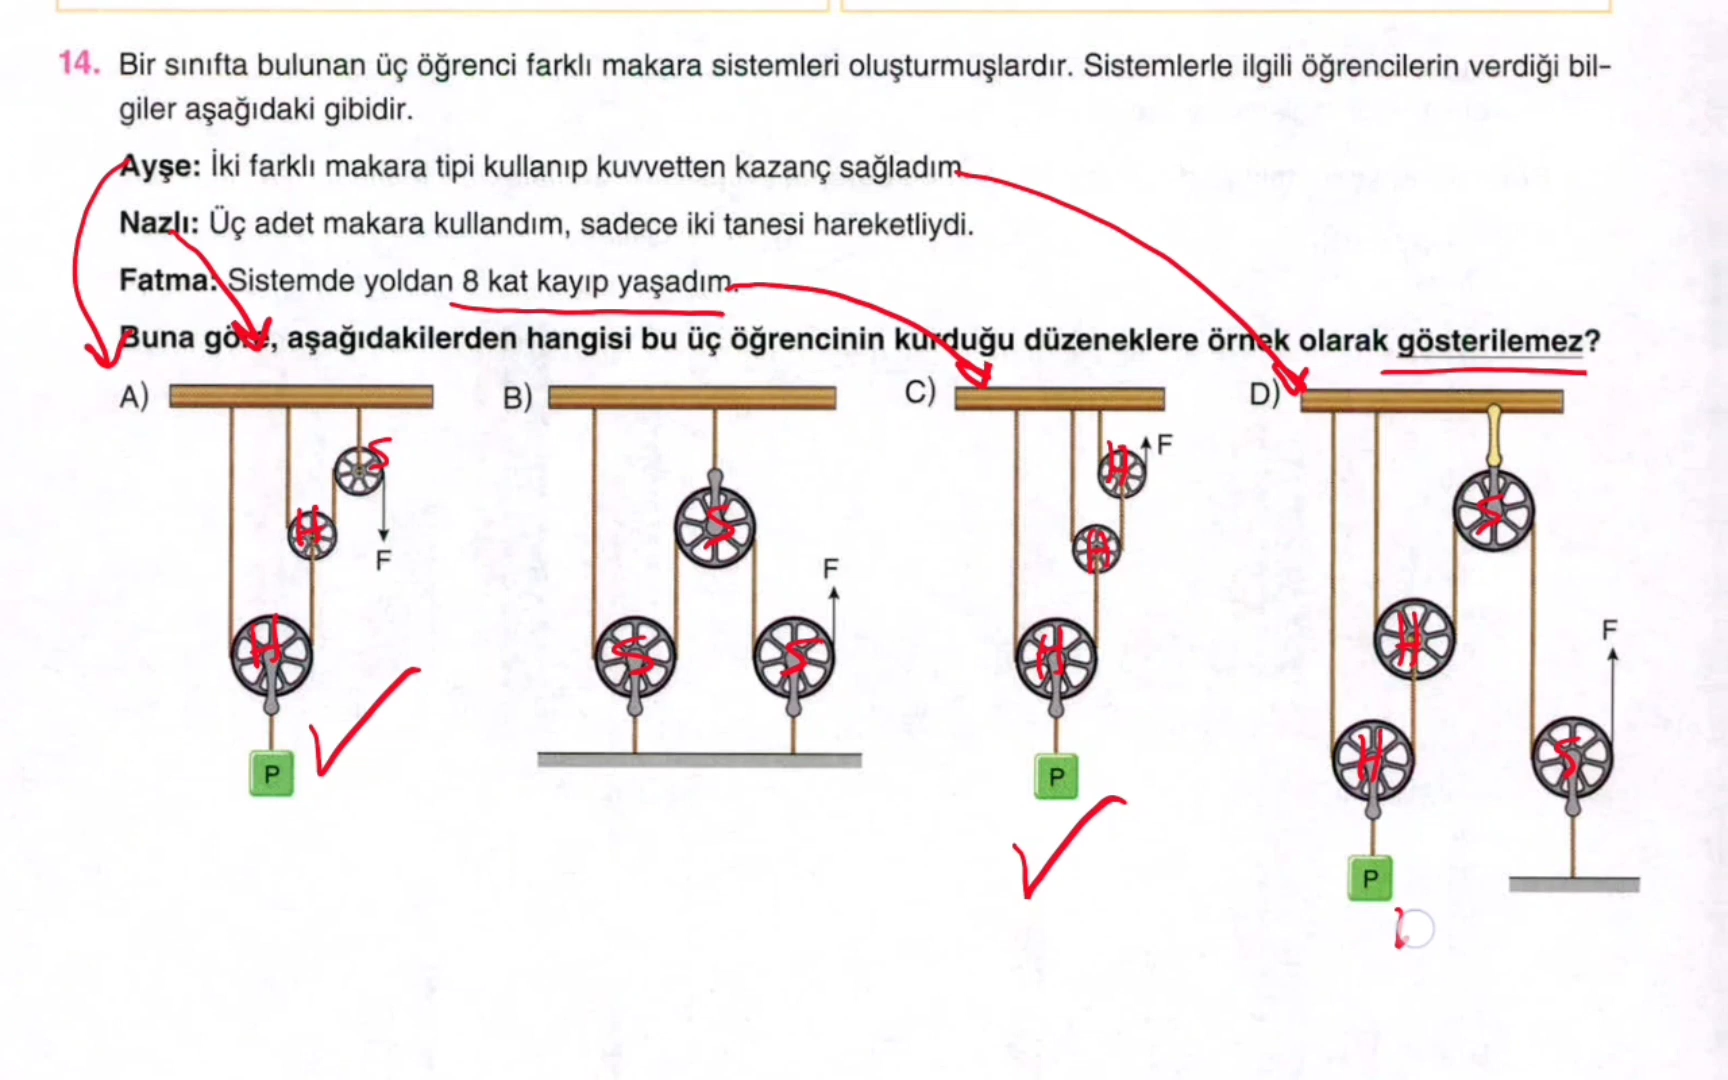 14. Bir sınıfta bulunan üç öğrenci farklı makara sistemleri oluşturmuşlardır. Sistemlerle ilgili öğrencilerin verdiği bil-
giler aşağıdaki gibidir.
Ayşe: İki farklı makara tipi kullanıp kuvvetten kazanç sağladım.
Nazlı: Üç adet makara kullandım, sadece iki tanesi hareketliydi.
Fatma: Sistemde yoldan 8 kat kayıp yaşadım.
Buna göre, aşağıdakilerden hangisi bu üç öğrencinin kurduğu düzeneklere örnek olarak gösterilemez?
A) B) C) D)
S H F H P
S F S S
H F H H P
S H F H S P